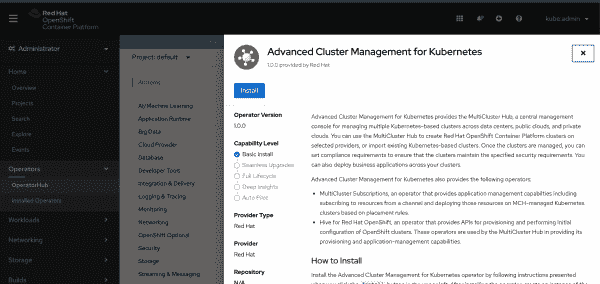 Red Hat
OpenShift
Container Platform
kube:admin
Administrator
Home
Overview
Projects
Search
Explore
Events
Operators
OperatorHub
Installed Operators
Workloads
Networking
Storage
Builds
Project: default
All Items
AI/Machine Learning
Application Runtime
Big Data
Cloud Provider
Database
Developer Tools
Integration & Delivery
Logging & Tracing
Monitoring
Networking
OpenShift Optional
Security
Storage
Streaming & Messaging
Advanced Cluster Management for Kubernetes
1.0.0 provided by Red Hat
Install
Operator Version
1.0.0
Capability Level
Basic Install
Seamless Upgrades
Full Lifecycle
Deep Insights
Auto Pilot
Provider Type
Red Hat
Provider
Red Hat
Repository
N/A
Advanced Cluster Management for Kubernetes provides the MultiCluster Hub, a central management
console for managing multiple Kubernetes-based clusters across data centers, public clouds, and private
clouds. You can use the MultiCluster Hub to create Red Hat OpenShift Container Platform clusters on
selected providers, or import existing Kubernetes-based clusters. Once the clusters are managed, you can
set compliance requirements to ensure that the clusters maintain the specified security requirements. You
can also deploy business applications across your clusters.
Advanced Cluster Management for Kubernetes also provides the following operators:
• MultiCluster Subscriptions, an operator that provides application management capabilities including
subscribing to resources from a channel and deploying those resources on MCH-managed Kubernetes
clusters based on placement rules.
• Hive for Red Hat OpenShift, an operator that provides APIs for provisioning and performing initial
configuration of OpenShift clusters. These operators are used by the MultiCluster Hub in providing its
provisioning and application-management capabilities.
How to Install
Install the Advanced Cluster Management for Kubernetes operator by following instructions presented